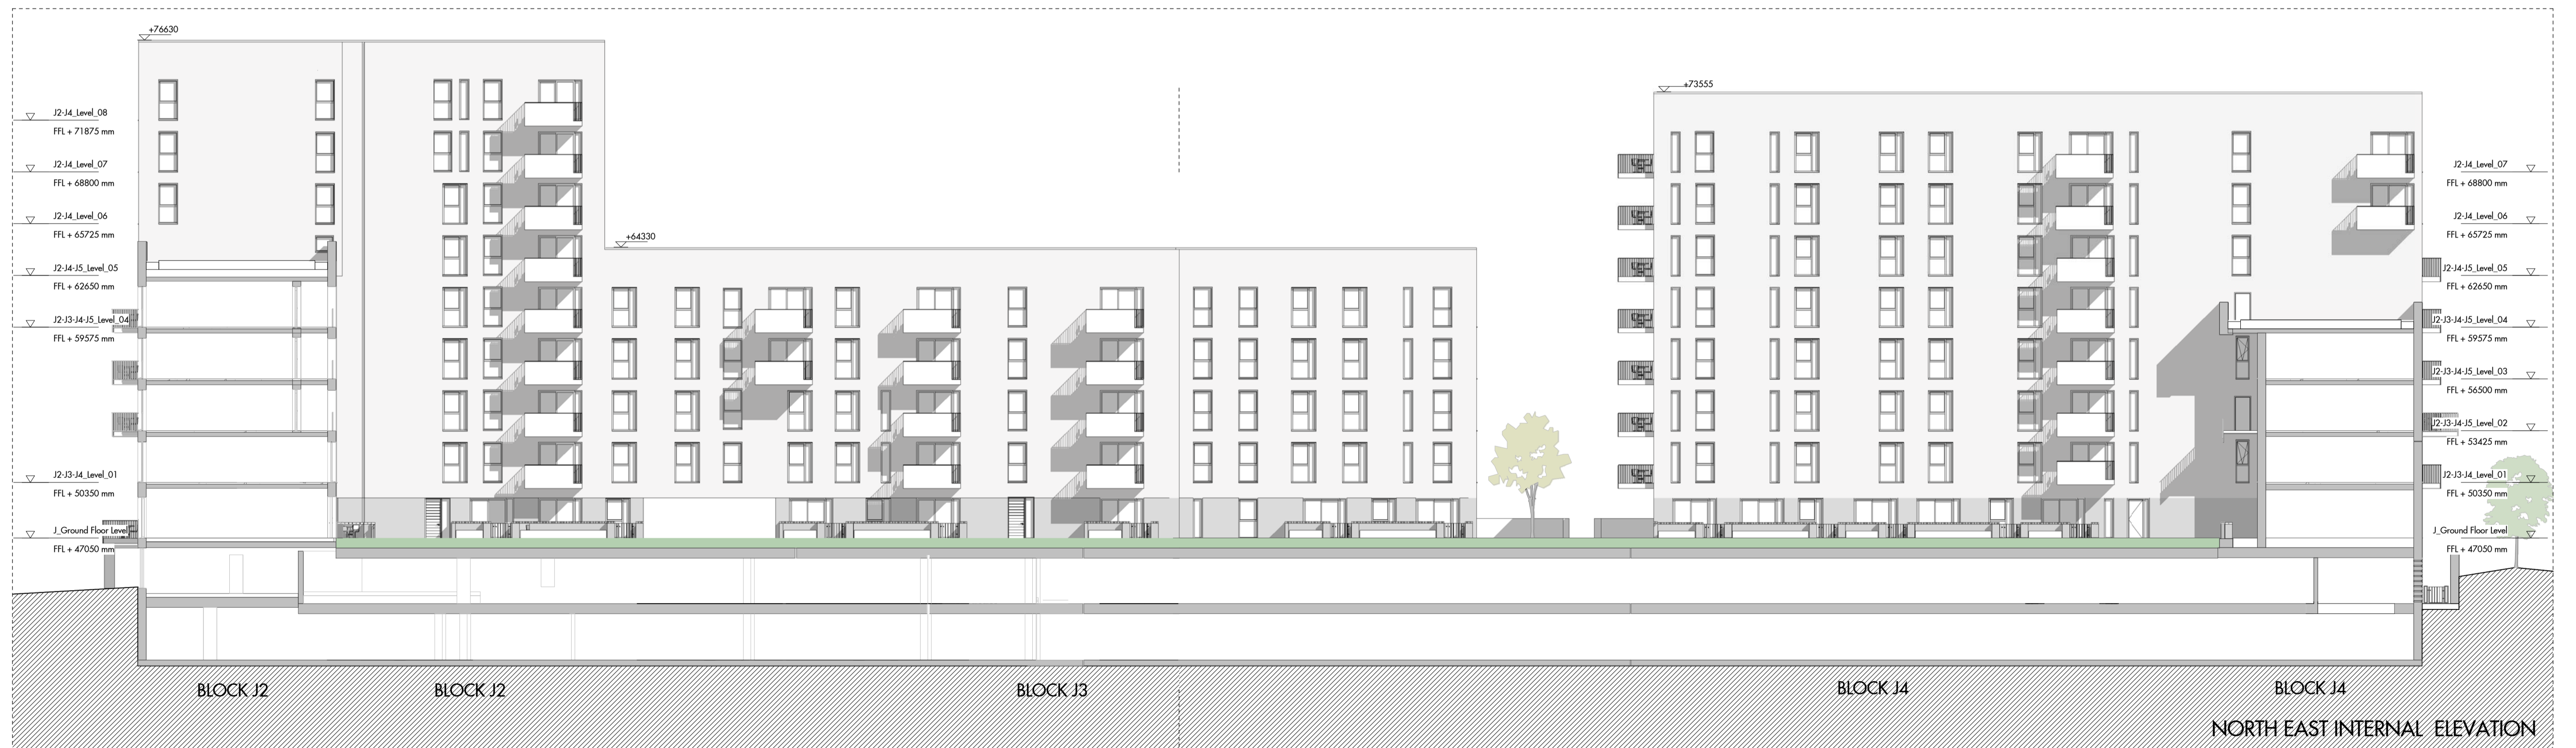 +76630
J2-J4_Level_08
FFL + 71875 mm
J2-J4_Level_07
FFL + 68800 mm
J2-J4_Level_06
FFL + 65725 mm
J2-J4-J5_Level_05
FFL + 62650 mm
J2-J3-J4-J5_Level_04
FFL + 59575 mm
J2-J3-J4_Level_01
FFL + 50350 mm
J_Ground Floor Level
FFL + 47050 mm
+64330
+73555
J2-J4_Level_07
FFL + 68800 mm
J2-J4_Level_06
FFL + 65725 mm
J2-J4-J5_Level_05
FFL + 62650 mm
J2-J3-J4-J5_Level_04
FFL + 59575 mm
J2-J3-J4-J5_Level_03
FFL + 56500 mm
J2-J3-J4-J5_Level_02
FFL + 53425 mm
J2-J3-J4_Level_01
FFL + 50350 mm
J_Ground Floor Level
FFL + 47050 mm
BLOCK J2
BLOCK J2
BLOCK J3
BLOCK J4
BLOCK J4
NORTH EAST INTERNAL ELEVATION